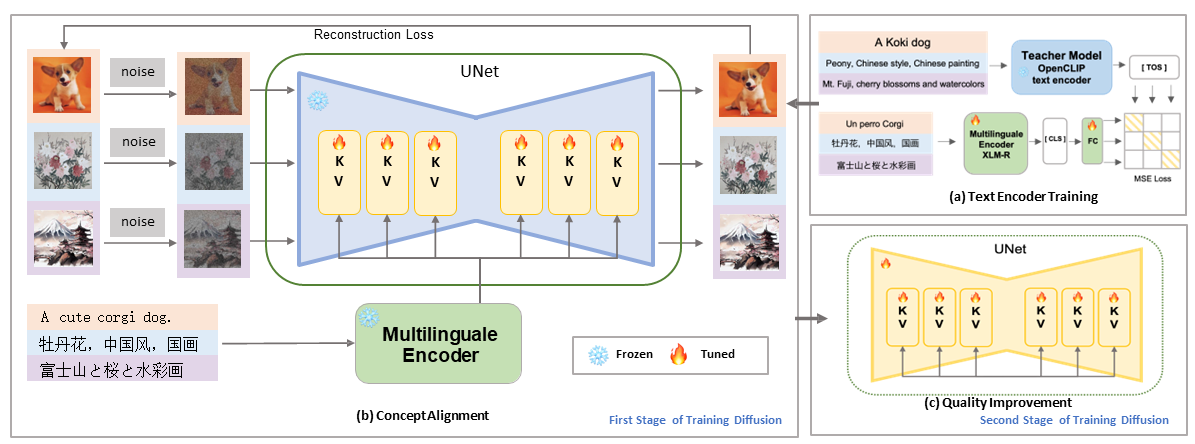 Reconstruction Loss
noise
noise
noise
UNet
K
V
K
V
K
V
K
V
K
V
K
V
A cute corgi dog.
牡丹花，中国风，国画
富士山と桜と水彩画
Multilinguale
Encoder
Frozen
Tuned
(b) Concept Alignment
First Stage of Training Diffusion
A Koki dog
Peony, Chinese style, Chinese painting
Mt. Fuji, cherry blossoms and watercolors
Teacher Model
OpenCLIP
text encoder
[ TOS ]
Un perro Corgi
牡丹花，中国风，国画
富士山と桜と水彩画
Multilinguale
Encoder
XLM-R
[ CLS ]
FC
MSE Loss
(a) Text Encoder Training
UNet
K
V
K
V
K
V
K
V
K
V
K
V
(c) Quality Improvement
Second Stage of Training Diffusion